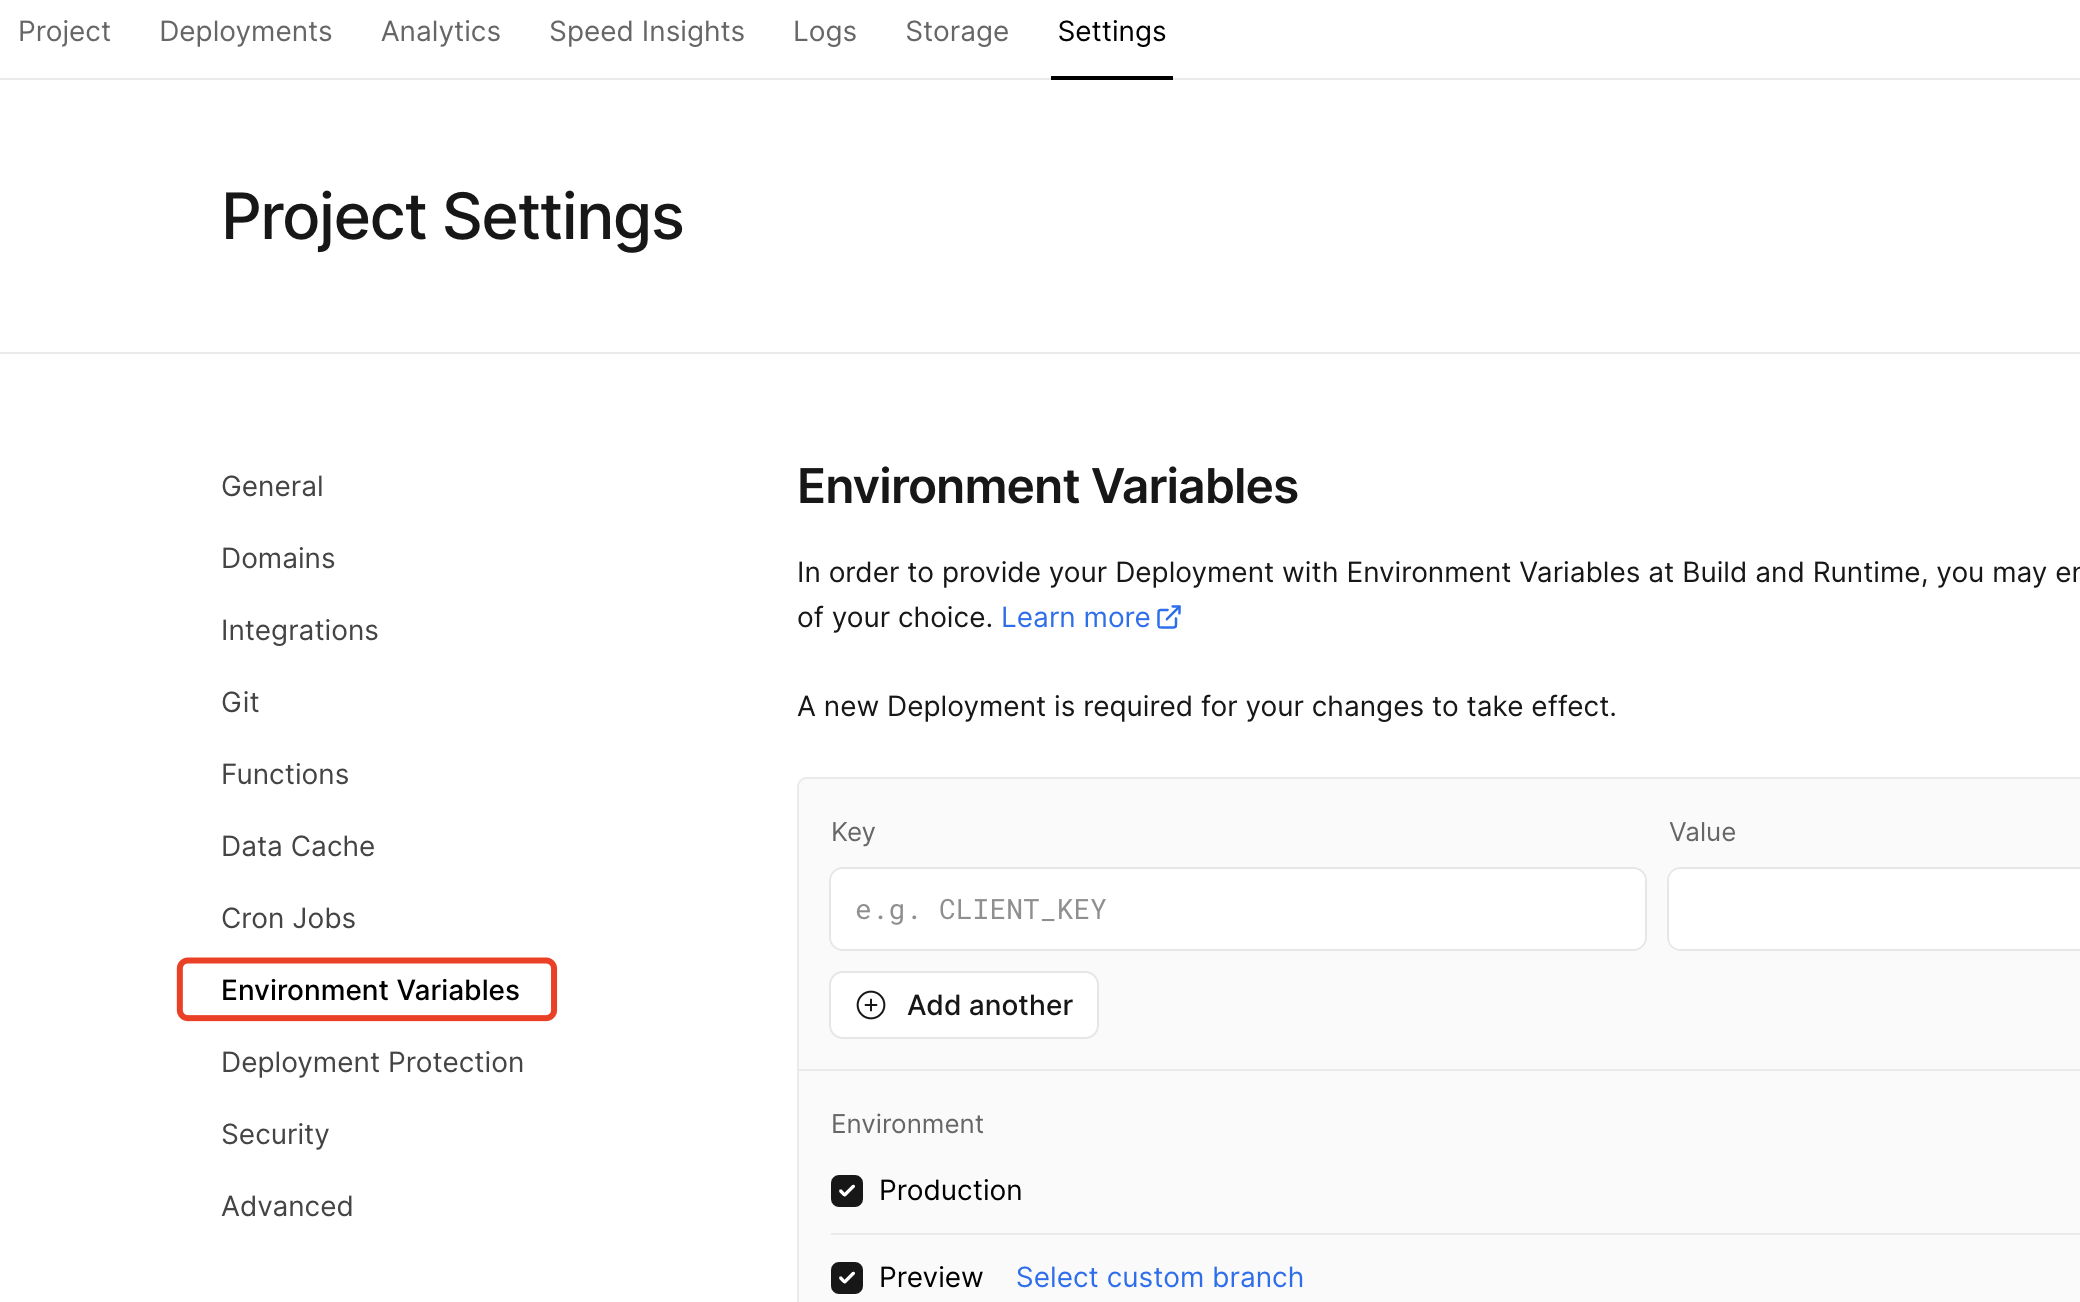 Project Deployments Analytics Speed Insights Logs Storage Settings
Project Settings
General
Domains
Integrations
Git
Functions
Data Cache
Cron Jobs
Environment Variables
Deployment Protection
Security
Advanced
Environment Variables
In order to provide your Deployment with Environment Variables at Build and Runtime, you may
of your choice. Learn more
A new Deployment is required for your changes to take effect.
Key Value
e.g. CLIENT_KEY
Add another
Environment
Production
Preview Select custom branch